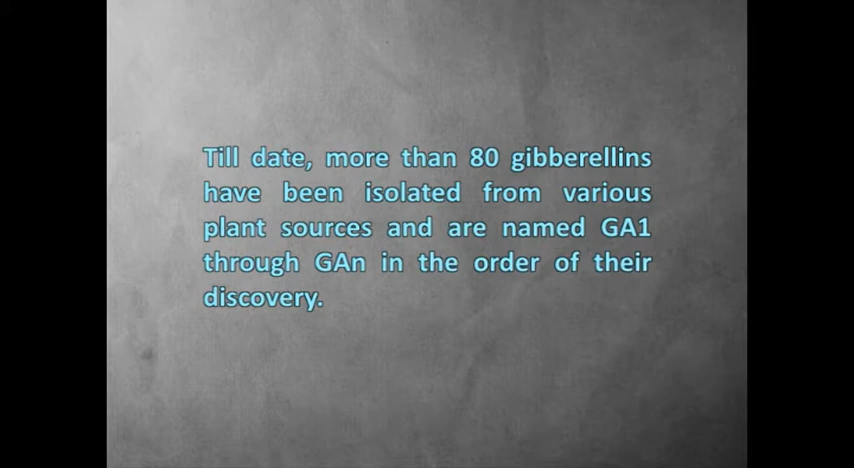 Till date, more than 80 gibberellins
have been isolated from various
plant sources and are named GA1
through GAn in the order of their
discovery.